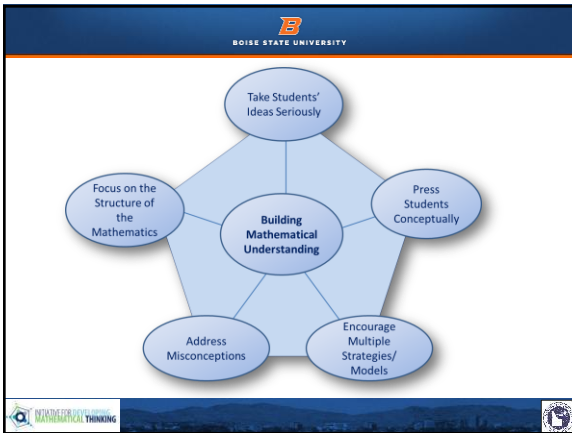 B
BOISE STATE UNIVERSITY
Take Students'
Ideas Seriously
Press
Students
Conceptually
Encourage
Multiple
Strategies/
Models
Address
Misconceptions
Focus on the
Structure of
the
Mathematics
Building
Mathematical
Understanding
INITIATIVE FOR DEVELOPING
MATHEMATICAL THINKING